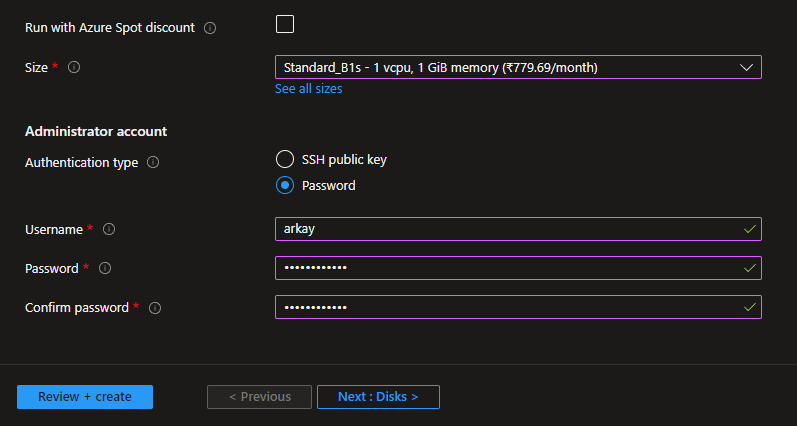 Run with Azure Spot discount
Size * Standard_B1s - 1 vcpu, 1 GiB memory (₹779.69/month)
See all sizes
Administrator account
Authentication type SSH public key
Password
Username * arkay
Password * ••••••••••••
Confirm password * ••••••••••••
Review + create < Previous Next : Disks >